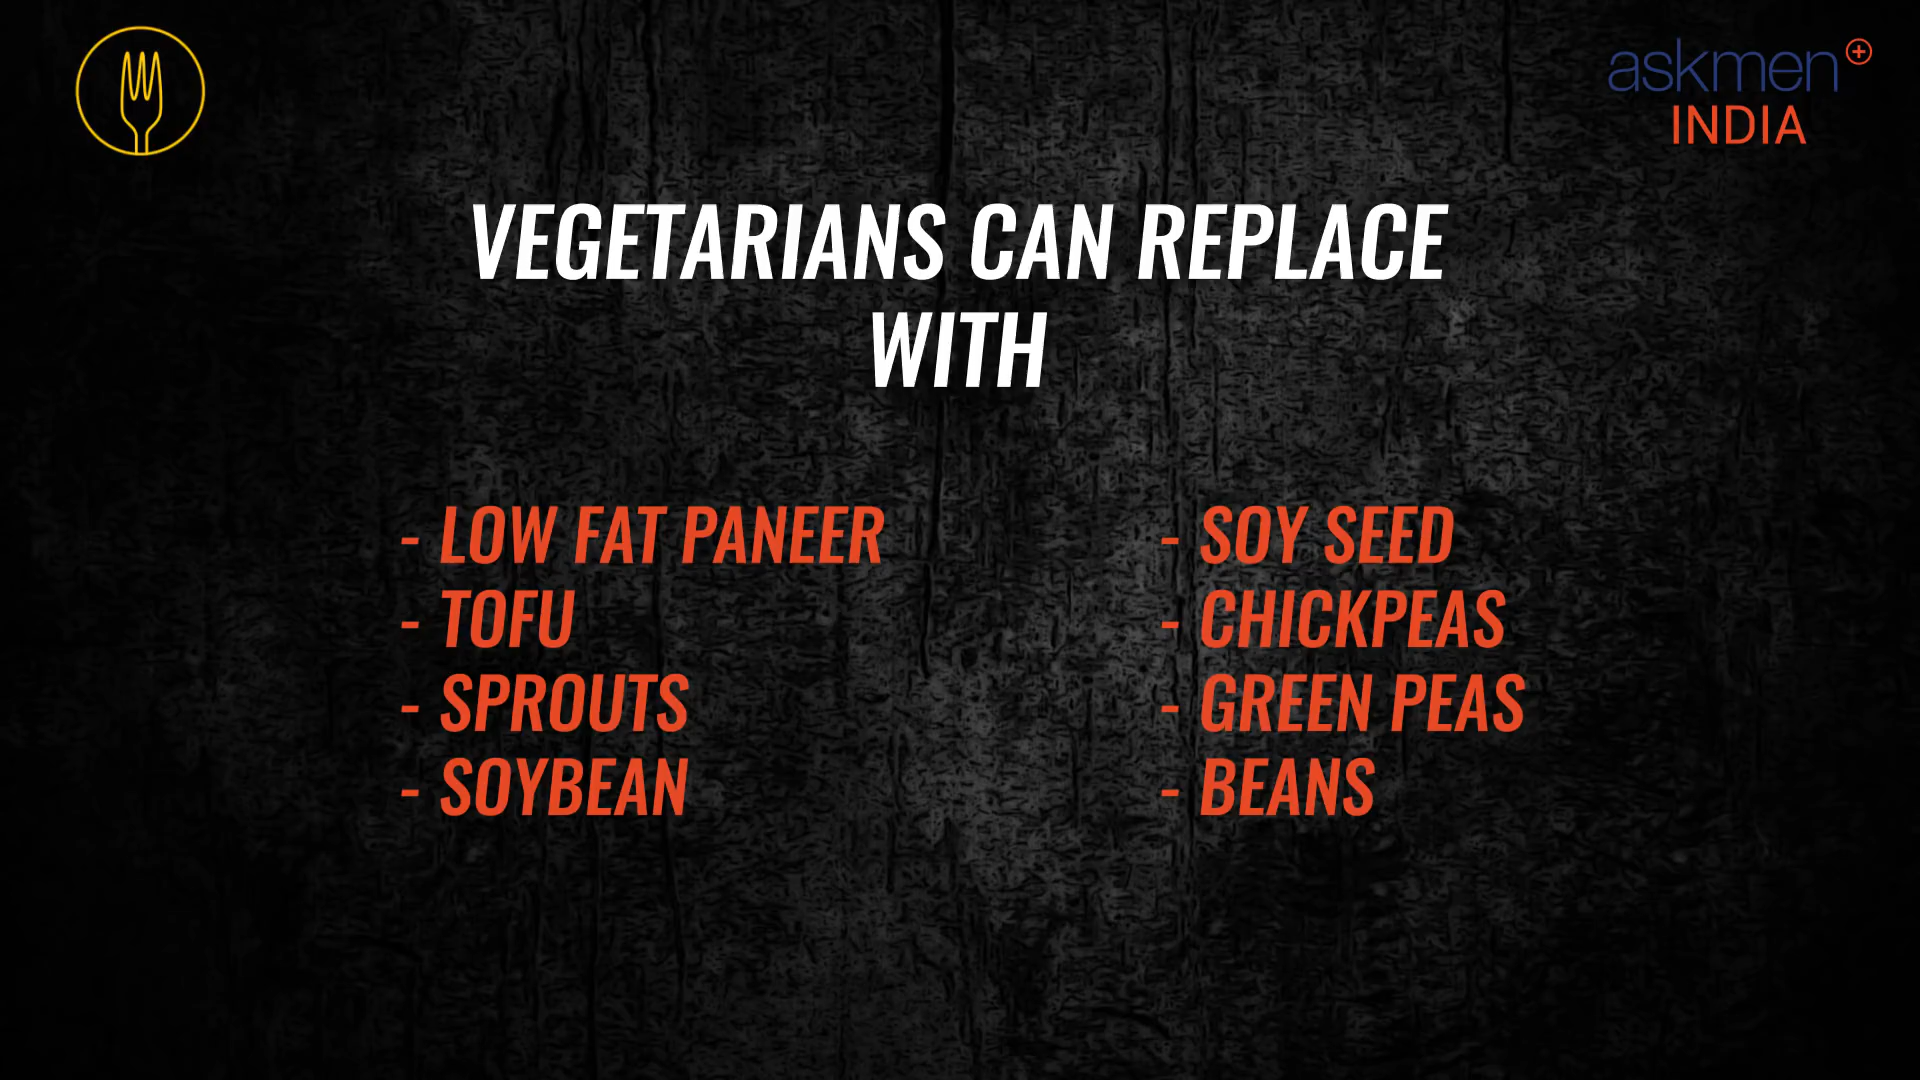 askmen
INDIA
VEGETARIANS CAN REPLACE
WITH
- LOW FAT PANEER
- TOFU
- SPROUTS
- SOYBEAN
- SOY SEED
- CHICKPEAS
- GREEN PEAS
- BEANS